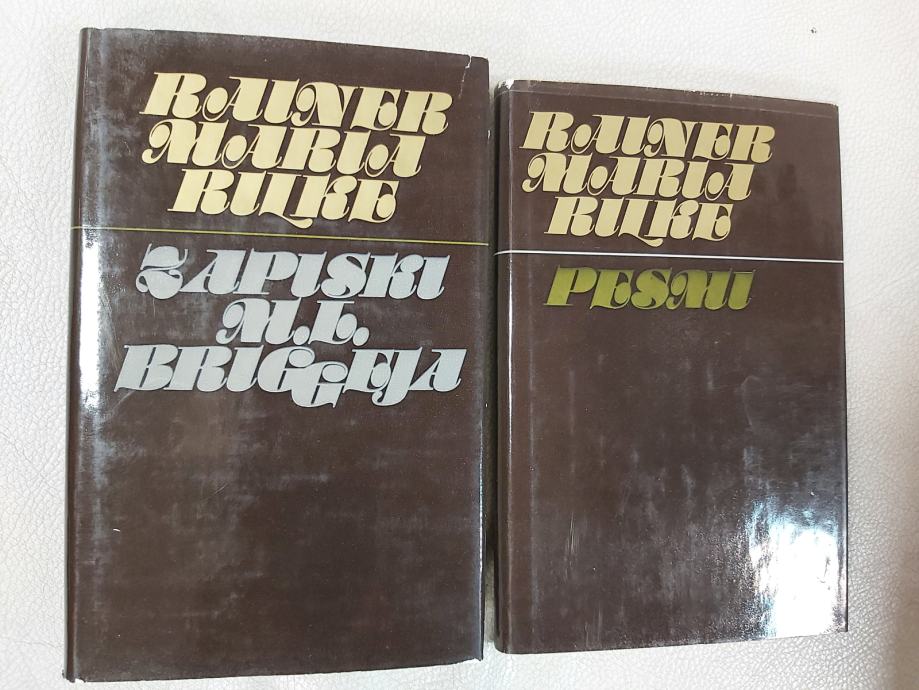 RAINER
MARIA
RILKE
ZAPISKI
M.L.
BRIGGEJA
RAINER
MARIA
RILKE
PESMI